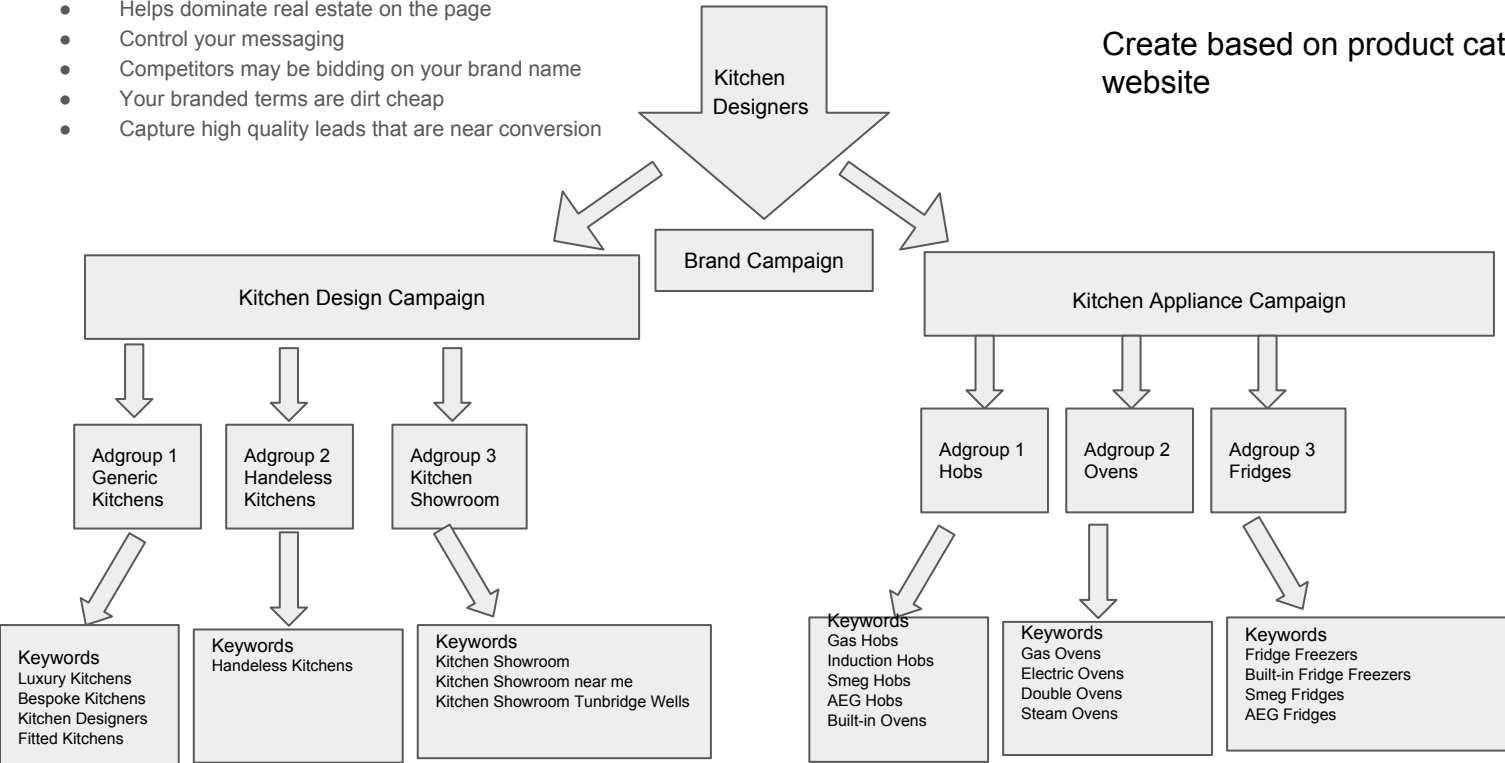 Helps dominate real estate on the page
Control your messaging
Competitors may be bidding on your brand name
Your branded terms are dirt cheap
Capture high quality leads that are near conversion
Create based on product cat
website
Kitchen
Designers
Brand Campaign
Kitchen Design Campaign
Kitchen Appliance Campaign
Adgroup 1
Generic
Kitchens
Adgroup 2
Handeless
Kitchens
Adgroup 3
Kitchen
Showroom
Adgroup 1
Hobs
Adgroup 2
Ovens
Adgroup 3
Fridges
Keywords
Luxury Kitchens
Bespoke Kitchens
Kitchen Designers
Fitted Kitchens
Keywords
Handeless Kitchens
Keywords
Kitchen Showroom
Kitchen Showroom near me
Kitchen Showroom Tunbridge Wells
Keywords
Gas Hobs
Induction Hobs
Smeg Hobs
AEG Hobs
Built-in Ovens
Keywords
Gas Ovens
Electric Ovens
Double Ovens
Steam Ovens
Keywords
Fridge Freezers
Built-in Fridge Freezers
Smeg Fridges
AEG Fridges